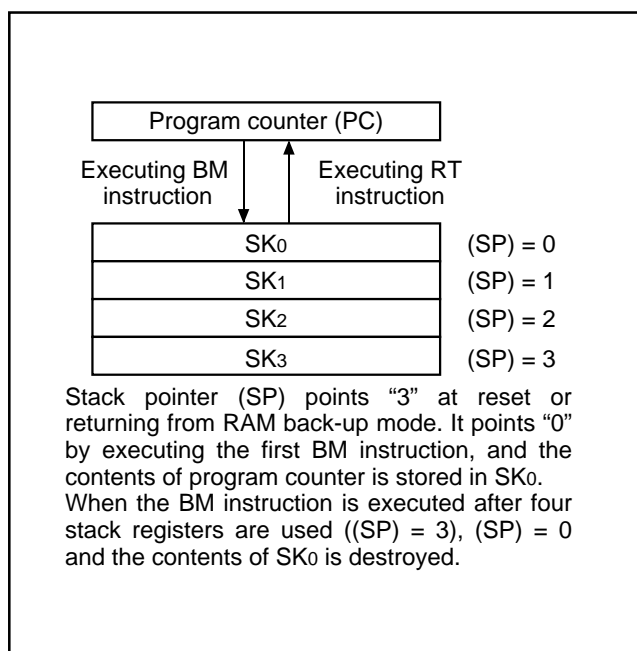 Program counter (PC)
Executing BM instruction
Executing RT instruction
SK0
(SP) = 0
SK1
(SP) = 1
SK2
(SP) = 2
SK3
(SP) = 3
Stack pointer (SP) points “3” at reset or
returning from RAM back-up mode. It points “0”
by executing the first BM instruction, and the
contents of program counter is stored in SK0.
When the BM instruction is executed after four
stack registers are used ((SP) = 3), (SP) = 0
and the contents of SK0 is destroyed.